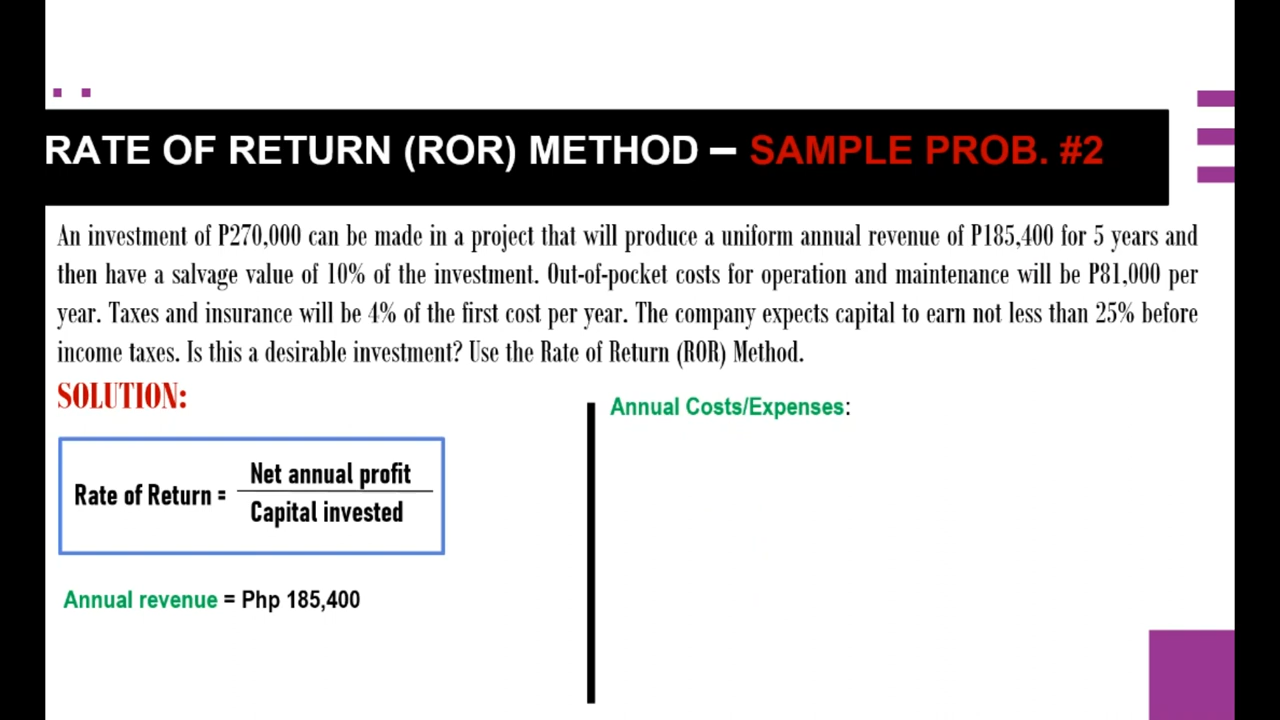 RATE OF RETURN (ROR) METHOD – SAMPLE PROB. #2
An investment of P270,000 can be made in a project that will produce a uniform annual revenue of P185,400 for 5 years and
then have a salvage value of 10% of the investment. Out-of-pocket costs for operation and maintenance will be P81,000 per
year. Taxes and insurance will be 4% of the first cost per year. The company expects capital to earn not less than 25% before
income taxes. Is this a desirable investment? Use the Rate of Return (ROR) Method.
SOLUTION:
Rate of Return = Net annual profit
Capital invested
Annual revenue = Php 185,400
Annual Costs/Expenses: